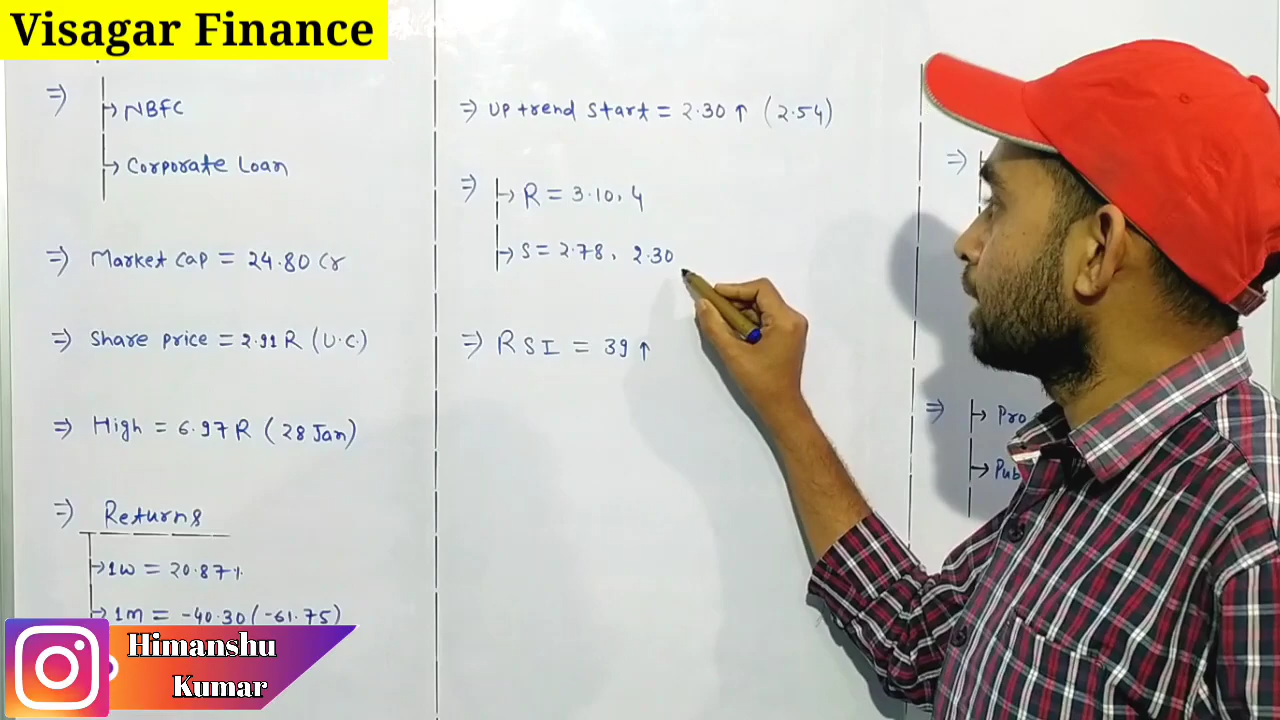 Visagar Finance
⇒ → NBFC
→ Corporate Loan
⇒ Market Cap = 24.80 Cr
⇒ Share price = 2.91 R (U.C.)
⇒ High = 6.97 R (28 Jan)
⇒ Returns
→ 1w = 20.87%
→ 1m = -40.30 (-61.75)
Himanshu
Kumar
⇒ Up trend Start = 2.30 ↑ (2.54)
⇒ → R = 3.10, 4
→ S = 2.78, 2.30
⇒ RSI = 39 ↑
⇒
⇒ → Pro
→ Pub